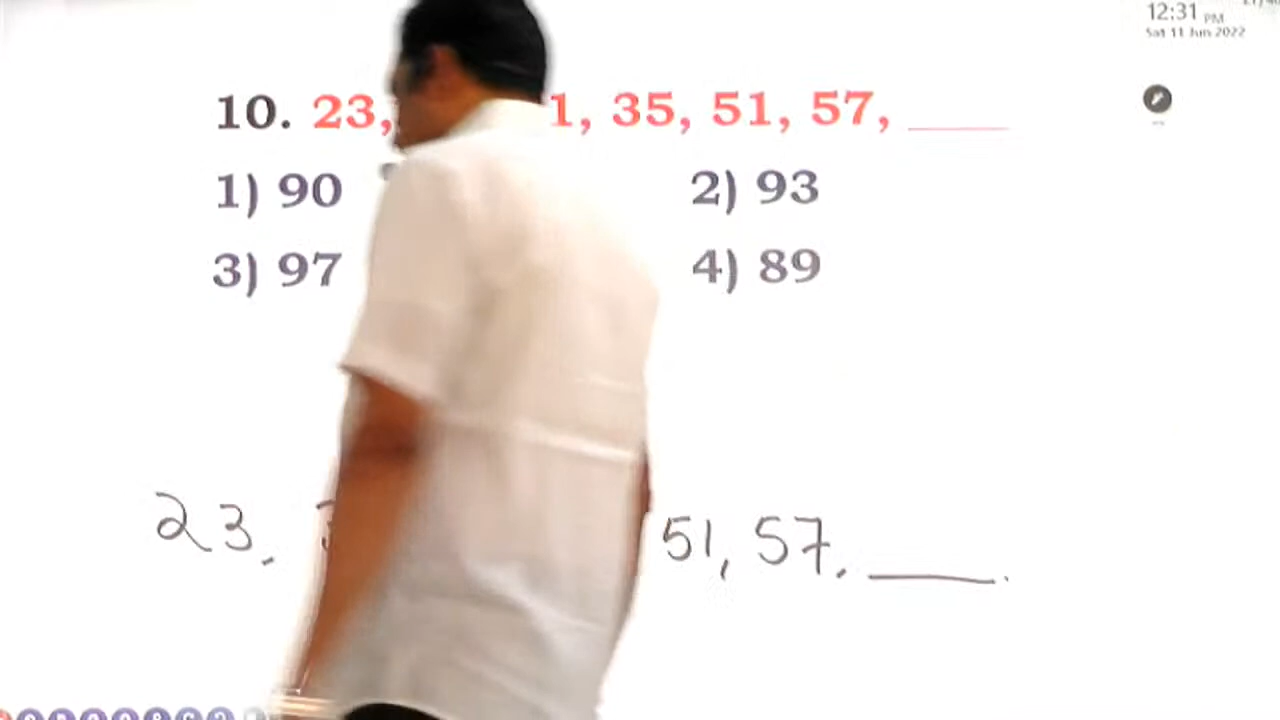 12:31 PM
Sat 11 Jun 2022
10. 23, 1, 35, 51, 57, ____
1) 90 2) 93
3) 97 4) 89
23, 51, 57, ____.